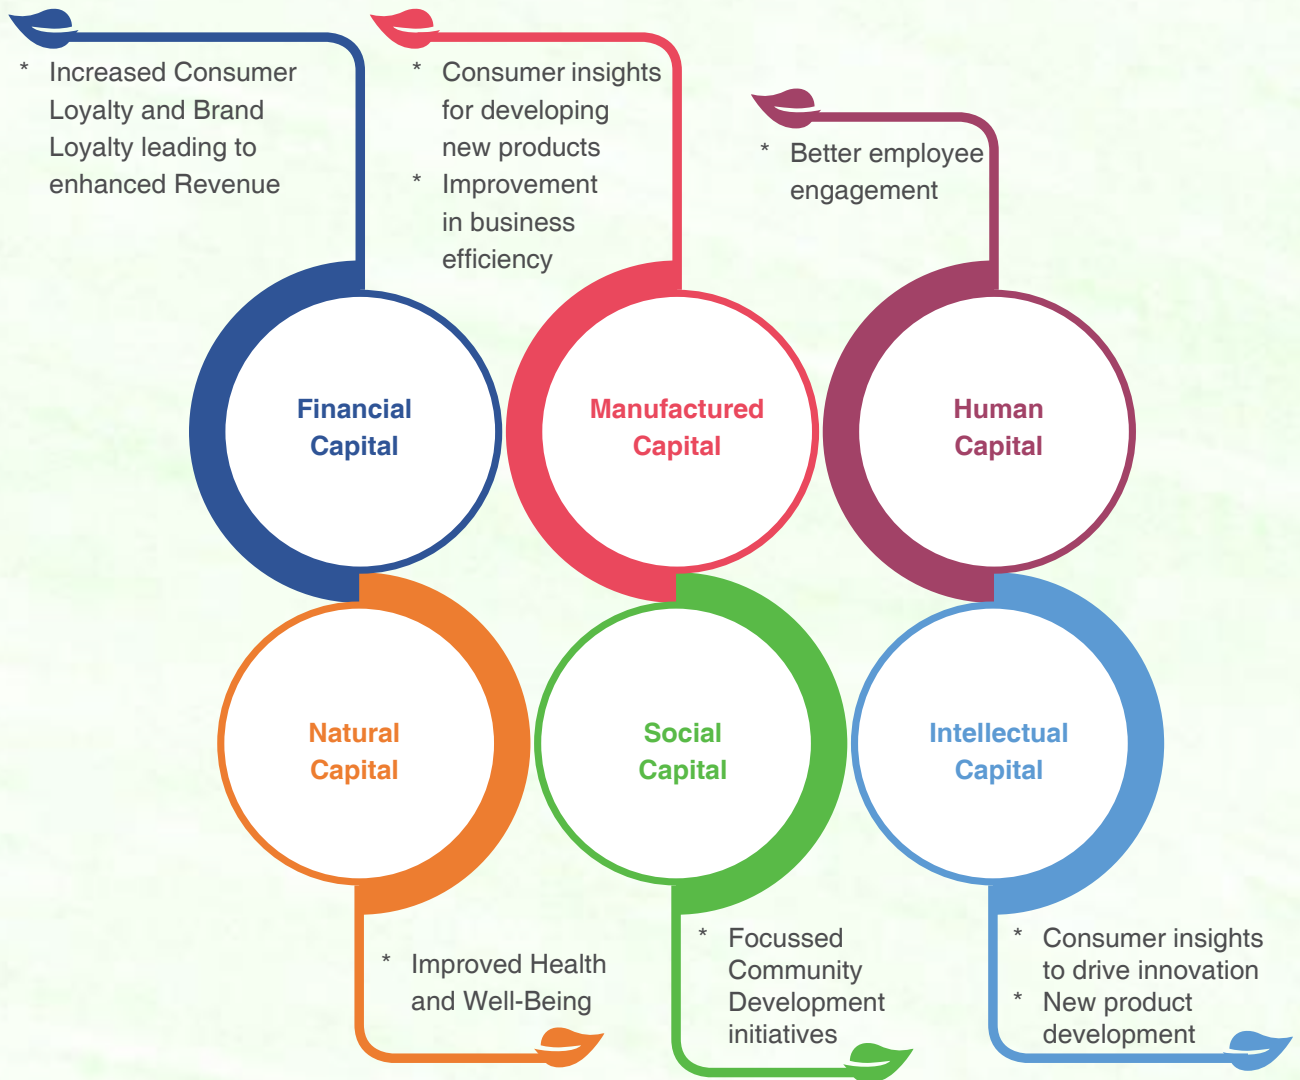 * Increased Consumer
Loyalty and Brand
Loyalty leading to
enhanced Revenue
* Consumer insights
for developing
new products
* Improvement
in business
efficiency
* Better employee
engagement
Financial
Capital
Manufactured
Capital
Human
Capital
Natural
Capital
Social
Capital
Intellectual
Capital
* Improved Health
and Well-Being
* Focussed
Community
Development
initiatives
* Consumer insights
to drive innovation
* New product
development